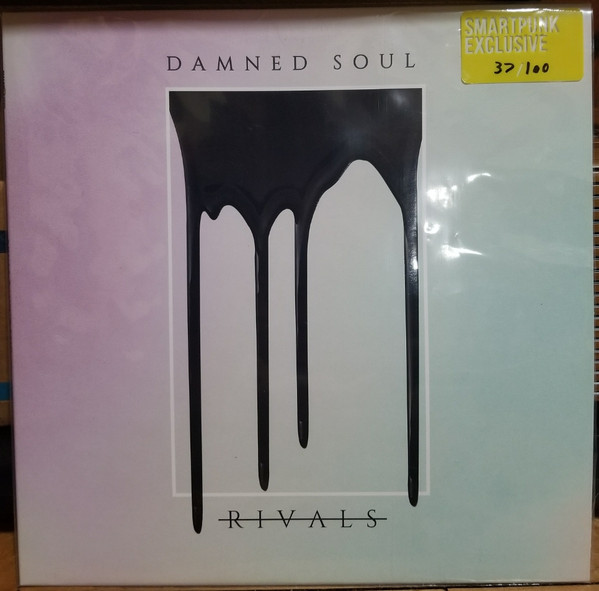 SMARTPUNK
EXCLUSIVE
37/100
DAMNED SOUL
RIVALS